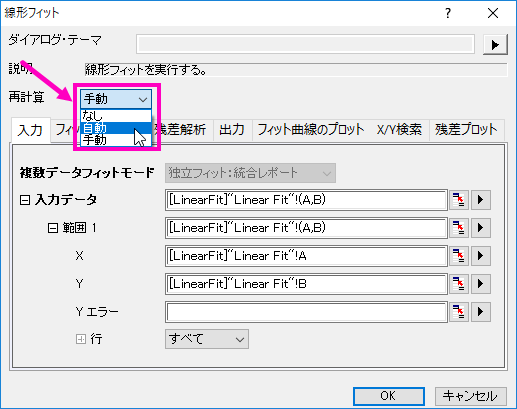 線形フィット ? ×
ダイアログ・テーマ
説明 線形フィットを実行する。
再計算 手動
なし
自動
手動
入力 フィッ 残差解析 出力 フィット曲線のプロット X/Y検索 残差プロット
複数データフィットモード 独立フィット:統合レポート
入力データ [LinearFit]“Linear Fit“!(A,B)
範囲 1 [LinearFit]“Linear Fit“!(A,B)
X [LinearFit]“Linear Fit“!A
Y [LinearFit]“Linear Fit“!B
Y エラー
行 すべて
OK キャンセル